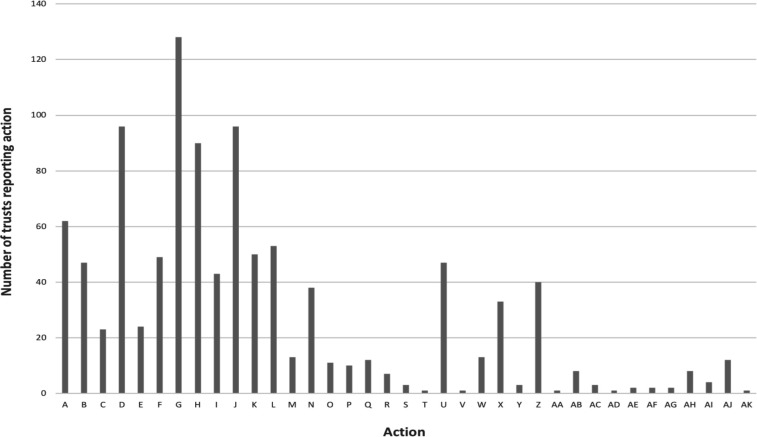 Number of trusts reporting action
140
120
100
80
60
40
20
0
A B C D E F G H I J K L M N O P Q R S T U V W X Y Z AA AB AC AD AE AF AG AH AI AJ AK
Action